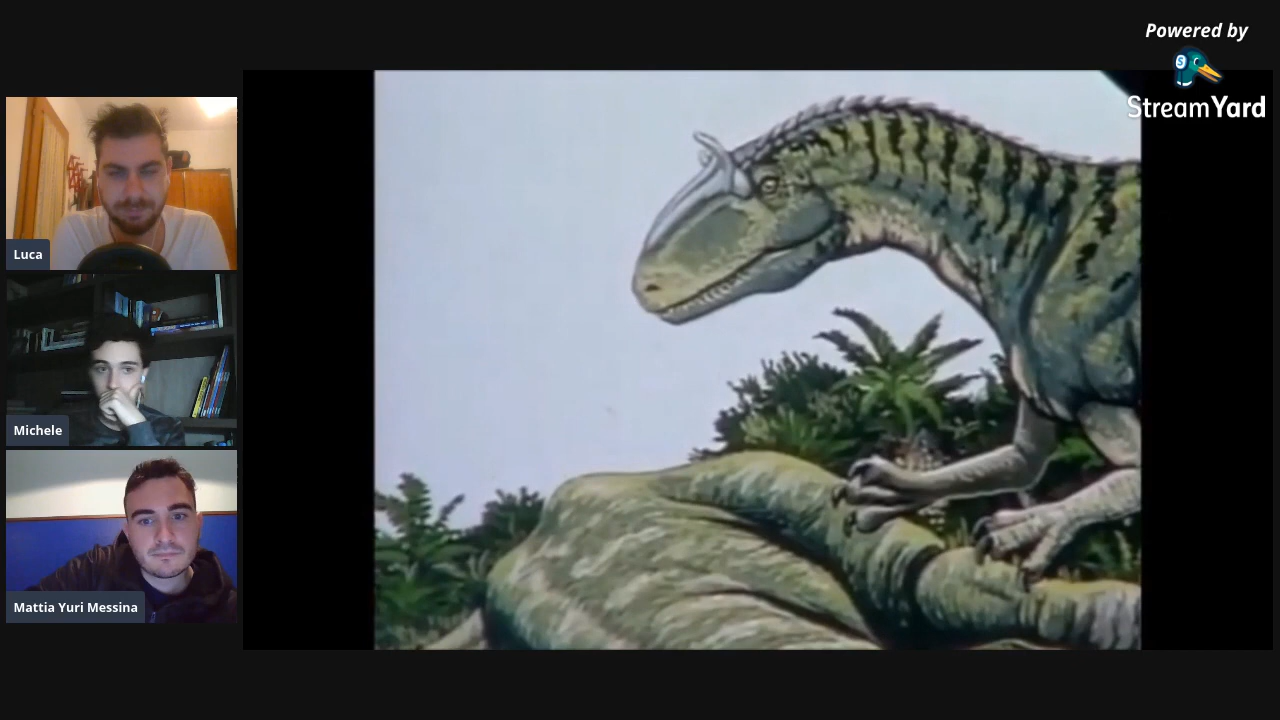 Powered by
StreamYard
Luca
Michele
Mattia Yuri Messina